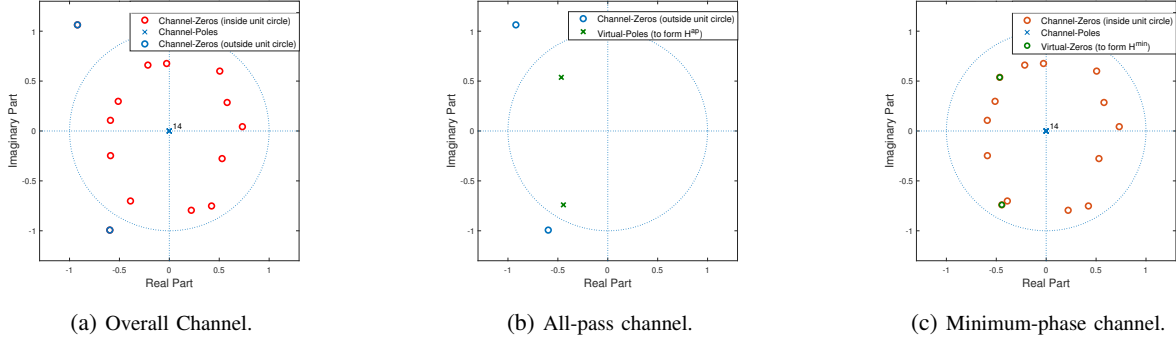 Channel-Zeros (inside unit circle)
Channel-Poles
Channel-Zeros (outside unit circle)
1
0.5
0
-0.5
-1
Imaginary Part
14
-1
-0.5
0
0.5
1
Real Part
(a) Overall Channel.
Channel-Zeros (outside unit circle)
Virtual-Poles (to form H^ap)
1
0.5
0
-0.5
-1
Imaginary Part
-1
-0.5
0
0.5
1
Real Part
(b) All-pass channel.
Channel-Zeros (inside unit circle)
Channel-Poles
Virtual-Zeros (to form H^min)
1
0.5
0
-0.5
-1
Imaginary Part
14
-1
-0.5
0
0.5
1
Real Part
(c) Minimum-phase channel.